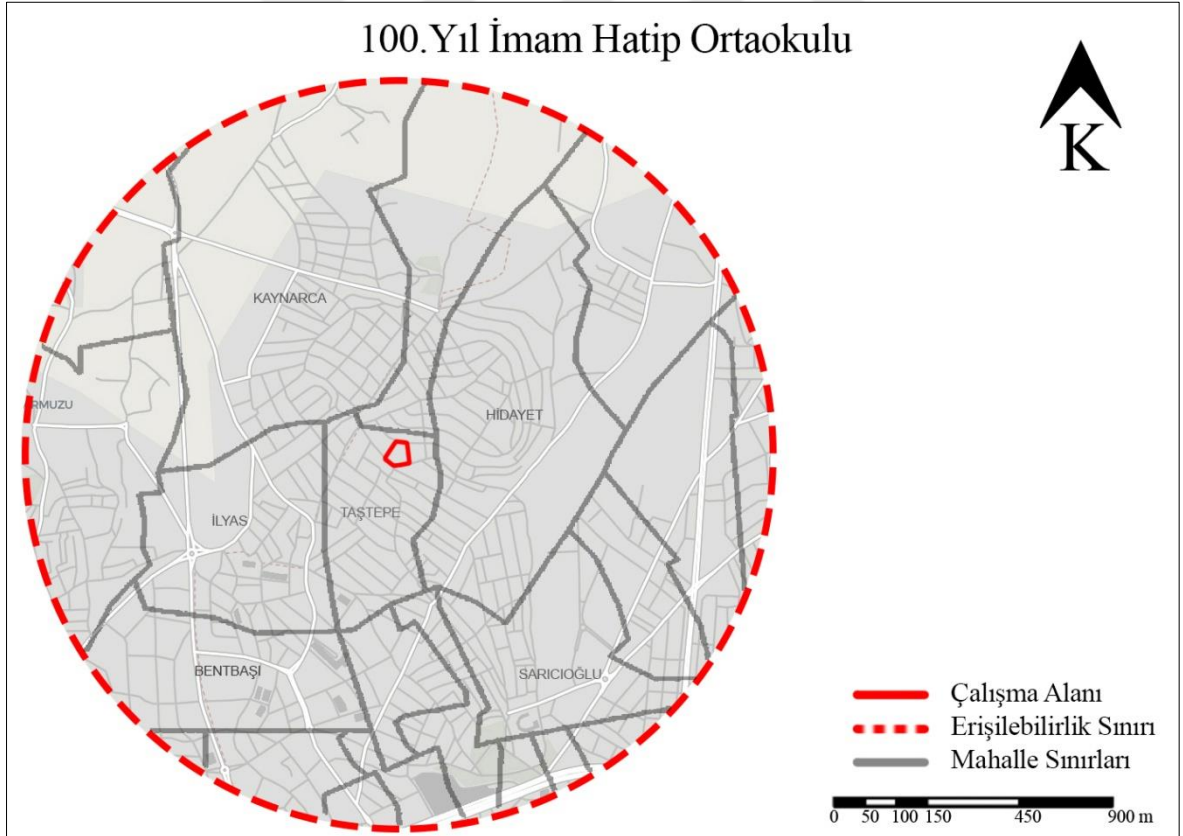 100.Yıl İmam Hatip Ortaokulu
K
KAYNARCA
ORMUZU
HİDAYET
İLYAS
TAŞTEPE
BENTBAŞI
SARICIOĞLU
Çalışma Alanı
Erişilebilirlik Sınırı
Mahalle Sınırları
0 50 100 150 450 900 m